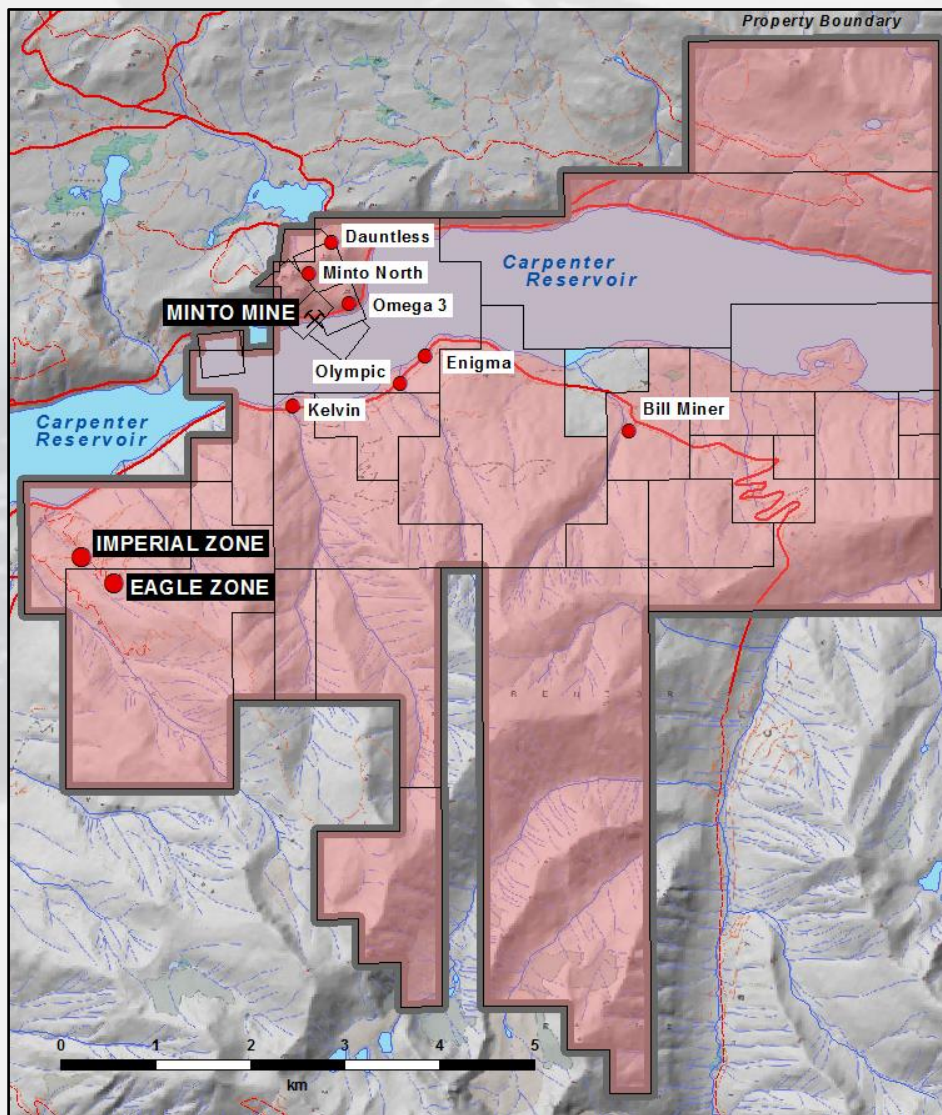 Property Boundary
Dauntless
Carpenter
Reservoir
Minto North
MINTO MINE
Omega 3
Enigma
Olympic
Kelvin
Bill Miner
Carpenter
Reservoir
IMPERIAL ZONE
EAGLE ZONE
0 1 2 3 4 5
km